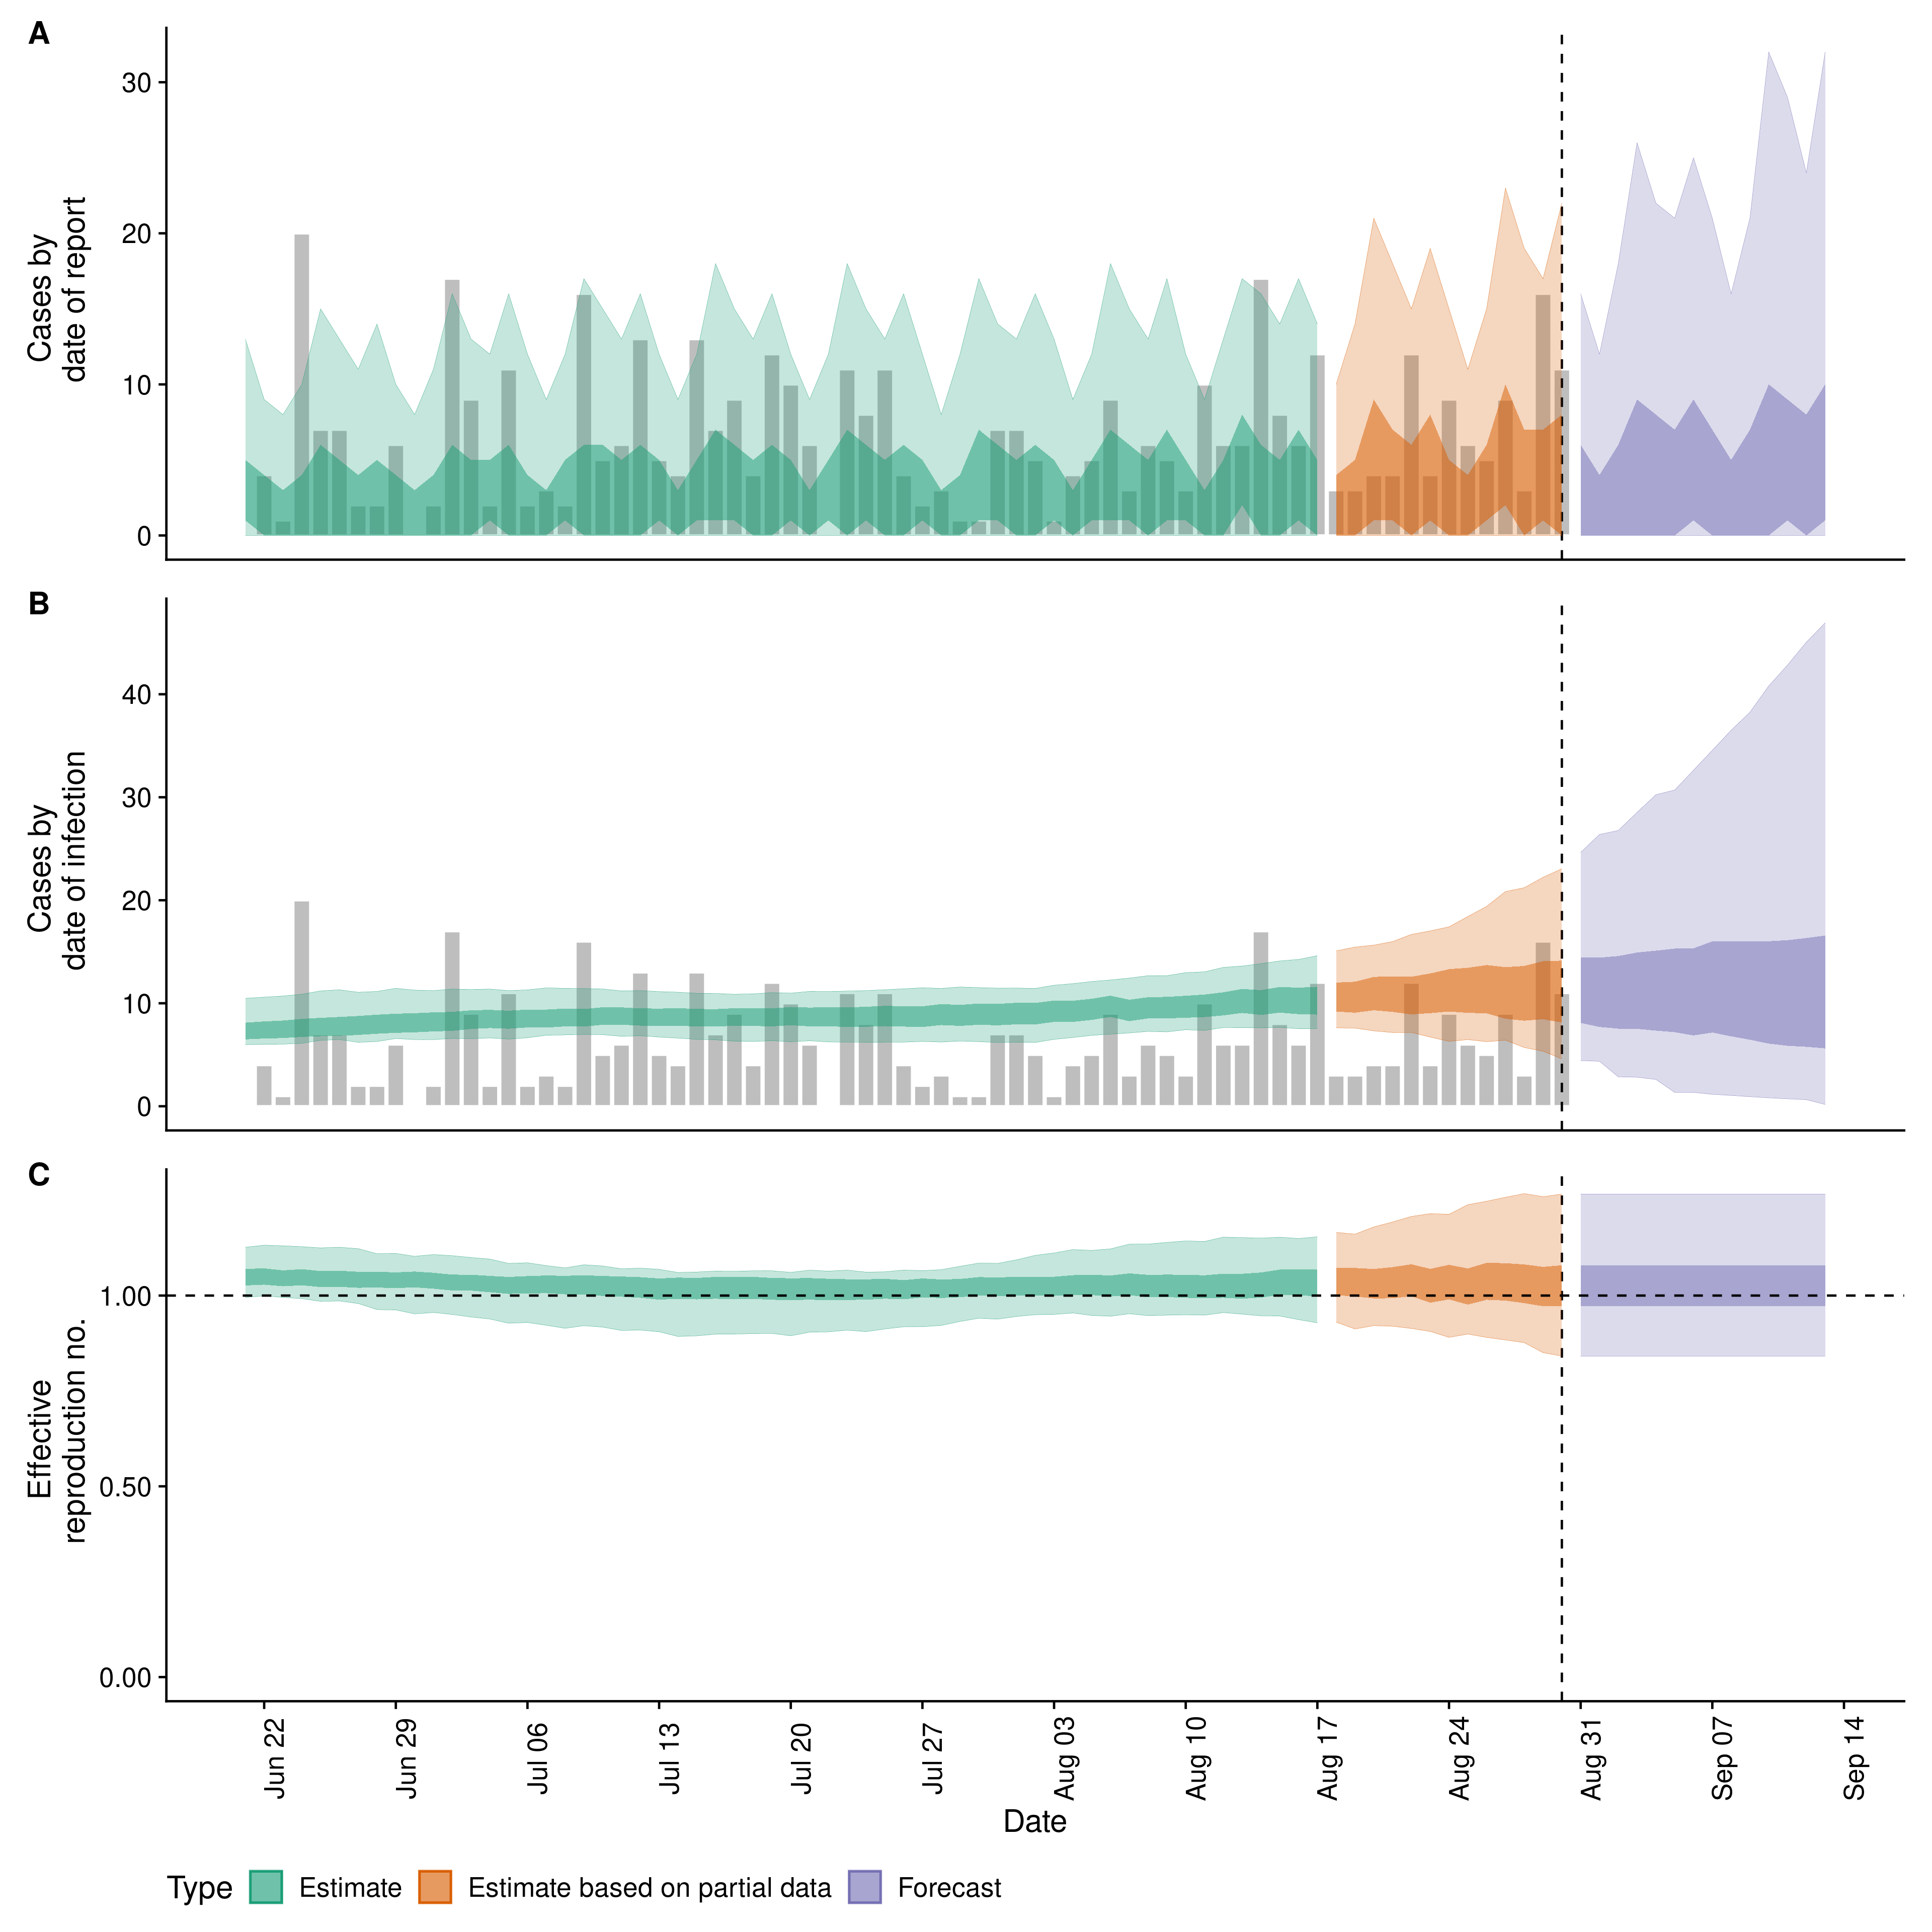 A
Cases by
date of report
30
20
10
0
B
Cases by
date of infection
40
30
20
10
0
C
Effective
reproduction no.
1.00
0.50
0.00
Jun 22
Jun 29
Jul 06
Jul 13
Jul 20
Jul 27
Aug 03
Aug 10
Aug 17
Aug 24
Aug 31
Sep 07
Sep 14
Date
Type Estimate Estimate based on partial data Forecast